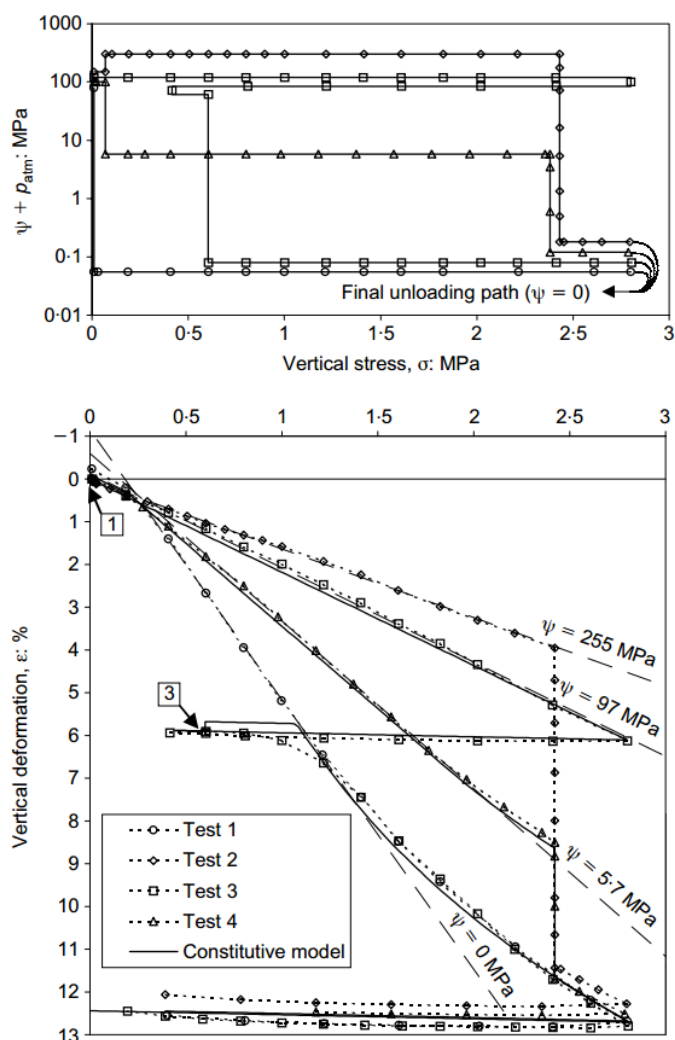 1000
100
10
1
0·1
0·01
ψ + p_atm: MPa
Final unloading path (ψ = 0)
0 0·5 1 1·5 2 2·5 3
Vertical stress, σ: MPa
0 0·5 1 1·5 2 2·5 3
−1
0
1
2
3
4
5
6
7
8
9
10
11
12
13
Vertical deformation, ε: %
1
ψ = 255 MPa
ψ = 97 MPa
3
ψ = 5·7 MPa
ψ = 0 MPa
Test 1
Test 2
Test 3
Test 4
Constitutive model